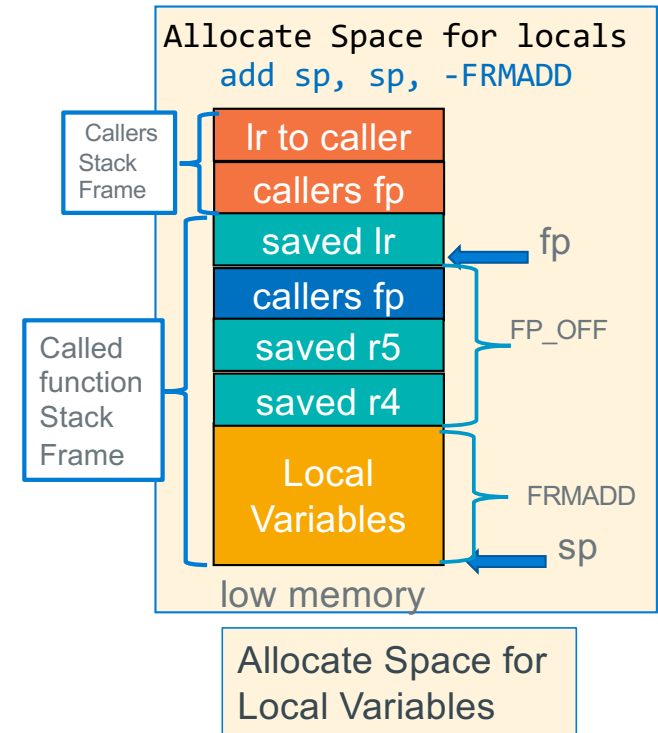 Allocate Space for locals
add sp, sp, -FRMADD
Callers
Stack
Frame
lr to caller
callers fp
saved lr
fp
callers fp
saved r5
saved r4
FP_OFF
Called
function
Stack
Frame
Local
Variables
FRMADD
sp
low memory
Allocate Space for
Local Variables